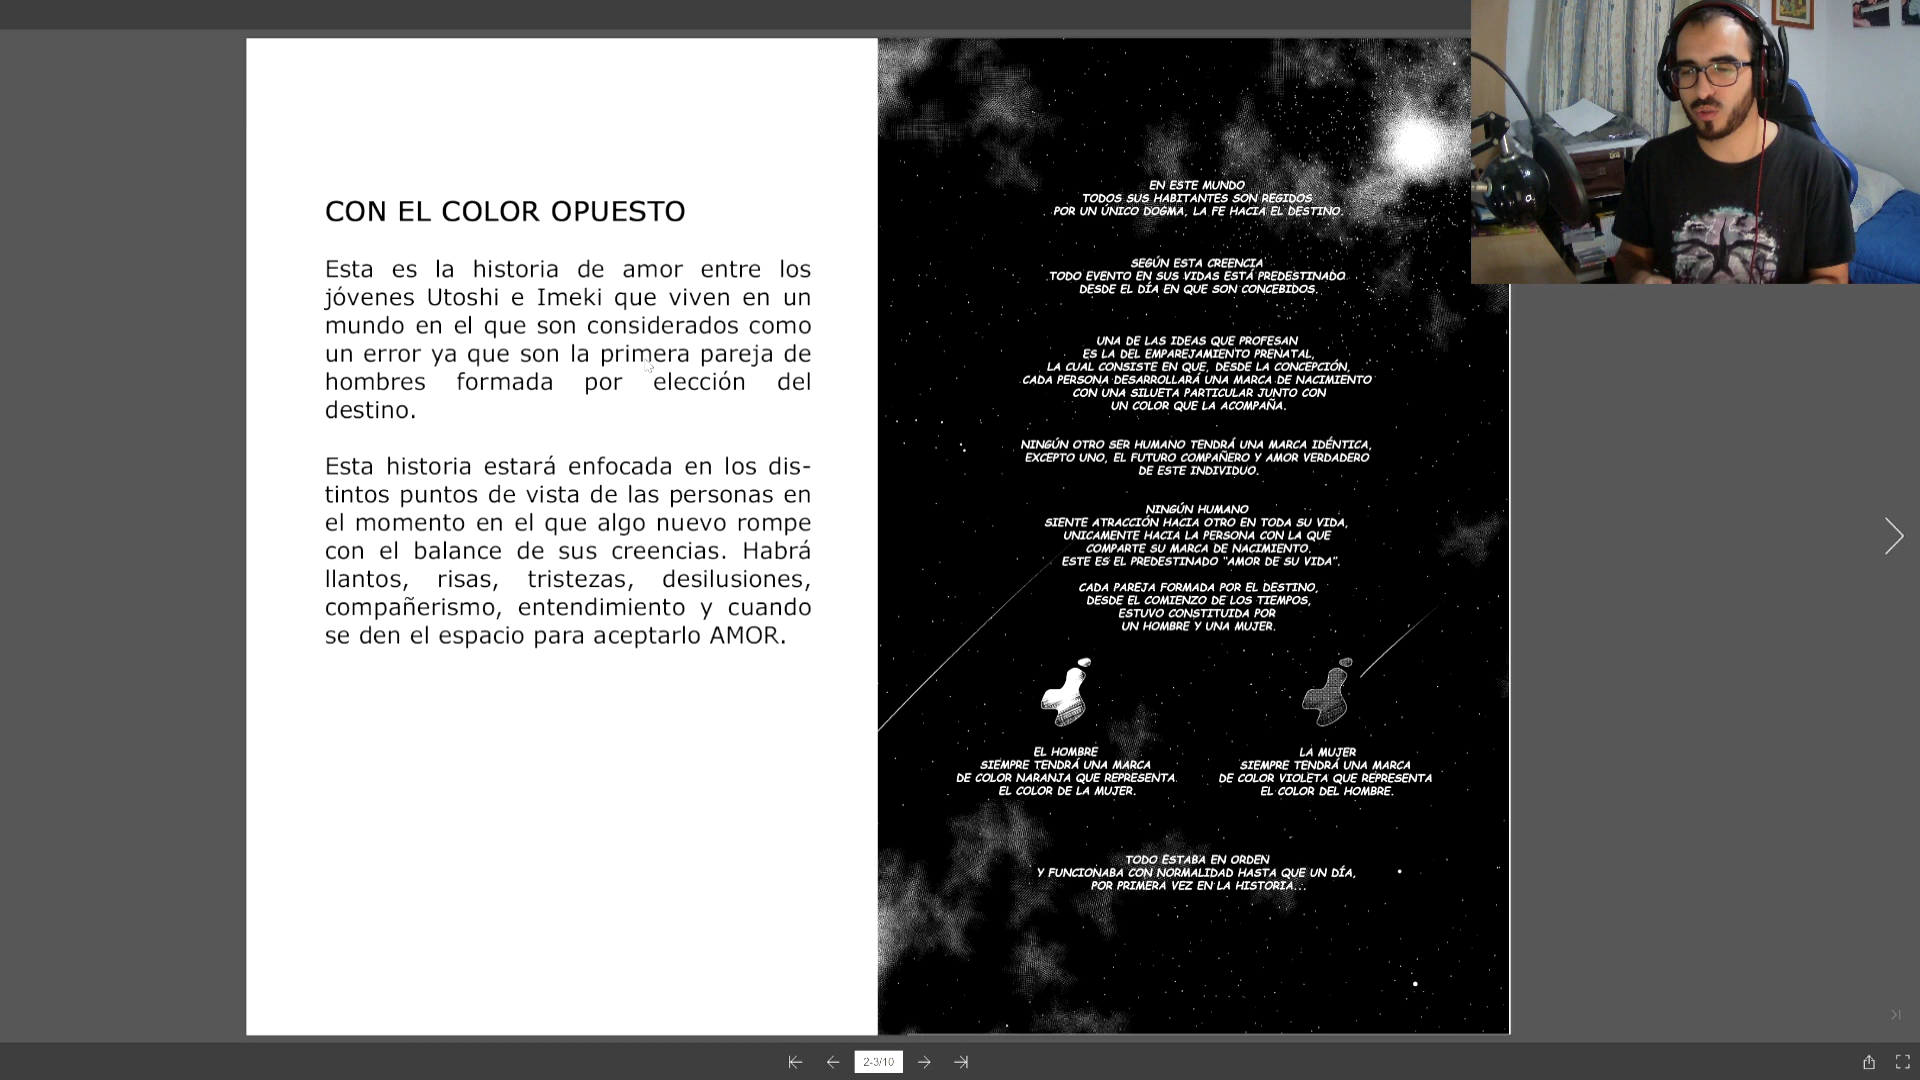 CON EL COLOR OPUESTO
Esta es la historia de amor entre los
jóvenes Utoshi e Imeki que viven en un
mundo en el que son considerados como
un error ya que son la primera pareja de
hombres formada por elección del
destino.
Esta historia estará enfocada en los dis-
tintos puntos de vista de las personas en
el momento en el que algo nuevo rompe
con el balance de sus creencias. Habrá
llantos, risas, tristezas, desilusiones,
compañerismo, entendimiento y cuando
se den el espacio para aceptarlo AMOR.
EN ESTE MUNDO
TODOS SUS HABITANTES SON REGIDOS
POR UN ÚNICO DOGMA, LA FE HACIA EL DESTINO.
SEGÚN ESTA CREENCIA
TODO EVENTO EN SUS VIDAS ESTÁ PREDESTINADO
DESDE EL DÍA EN QUE SON CONCEBIDOS.
UNA DE LAS IDEAS QUE PROFESAN
ES LA DEL EMPAREJAMIENTO PRENATAL,
LA CUAL CONSISTE EN QUE, DESDE LA CONCEPCIÓN,
CADA PERSONA DESARROLLARÁ UNA MARCA DE NACIMIENTO
CON UNA SILUETA PARTICULAR JUNTO CON
UN COLOR QUE LA ACOMPAÑA.
NINGÚN OTRO SER HUMANO TENDRÁ UNA MARCA IDÉNTICA,
EXCEPTO UNO, EL FUTURO COMPAÑERO Y AMOR VERDADERO
DE ESTE INDIVIDUO.
NINGÚN HUMANO
SIENTE ATRACCIÓN HACIA OTRO EN TODA SU VIDA,
UNICAMENTE HACIA LA PERSONA CON LA QUE
COMPARTE SU MARCA DE NACIMIENTO.
ESTE ES EL PREDESTINADO "AMOR DE SU VIDA".
CADA PAREJA FORMADA POR EL DESTINO,
DESDE EL COMIENZO DE LOS TIEMPOS,
ESTUVO CONSTITUIDA POR
UN HOMBRE Y UNA MUJER.
EL HOMBRE
SIEMPRE TENDRÁ UNA MARCA
DE COLOR NARANJA QUE REPRESENTA
EL COLOR DE LA MUJER.
LA MUJER
SIEMPRE TENDRÁ UNA MARCA
DE COLOR VIOLETA QUE REPRESENTA
EL COLOR DEL HOMBRE.
TODO ESTABA EN ORDEN
Y FUNCIONABA CON NORMALIDAD HASTA QUE UN DÍA,
POR PRIMERA VEZ EN LA HISTORIA...
2-3/10